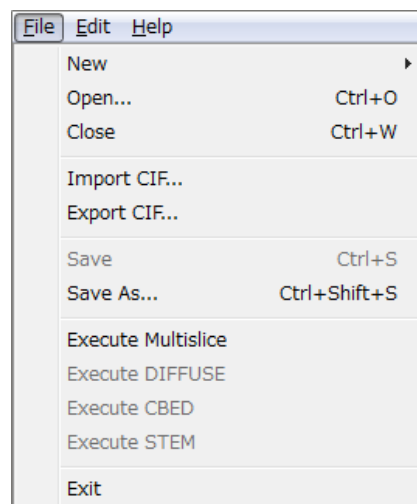 File Edit Help
New
Open... Ctrl+O
Close Ctrl+W
Import CIF...
Export CIF...
Save Ctrl+S
Save As... Ctrl+Shift+S
Execute Multislice
Execute DIFFUSE
Execute CBED
Execute STEM
Exit